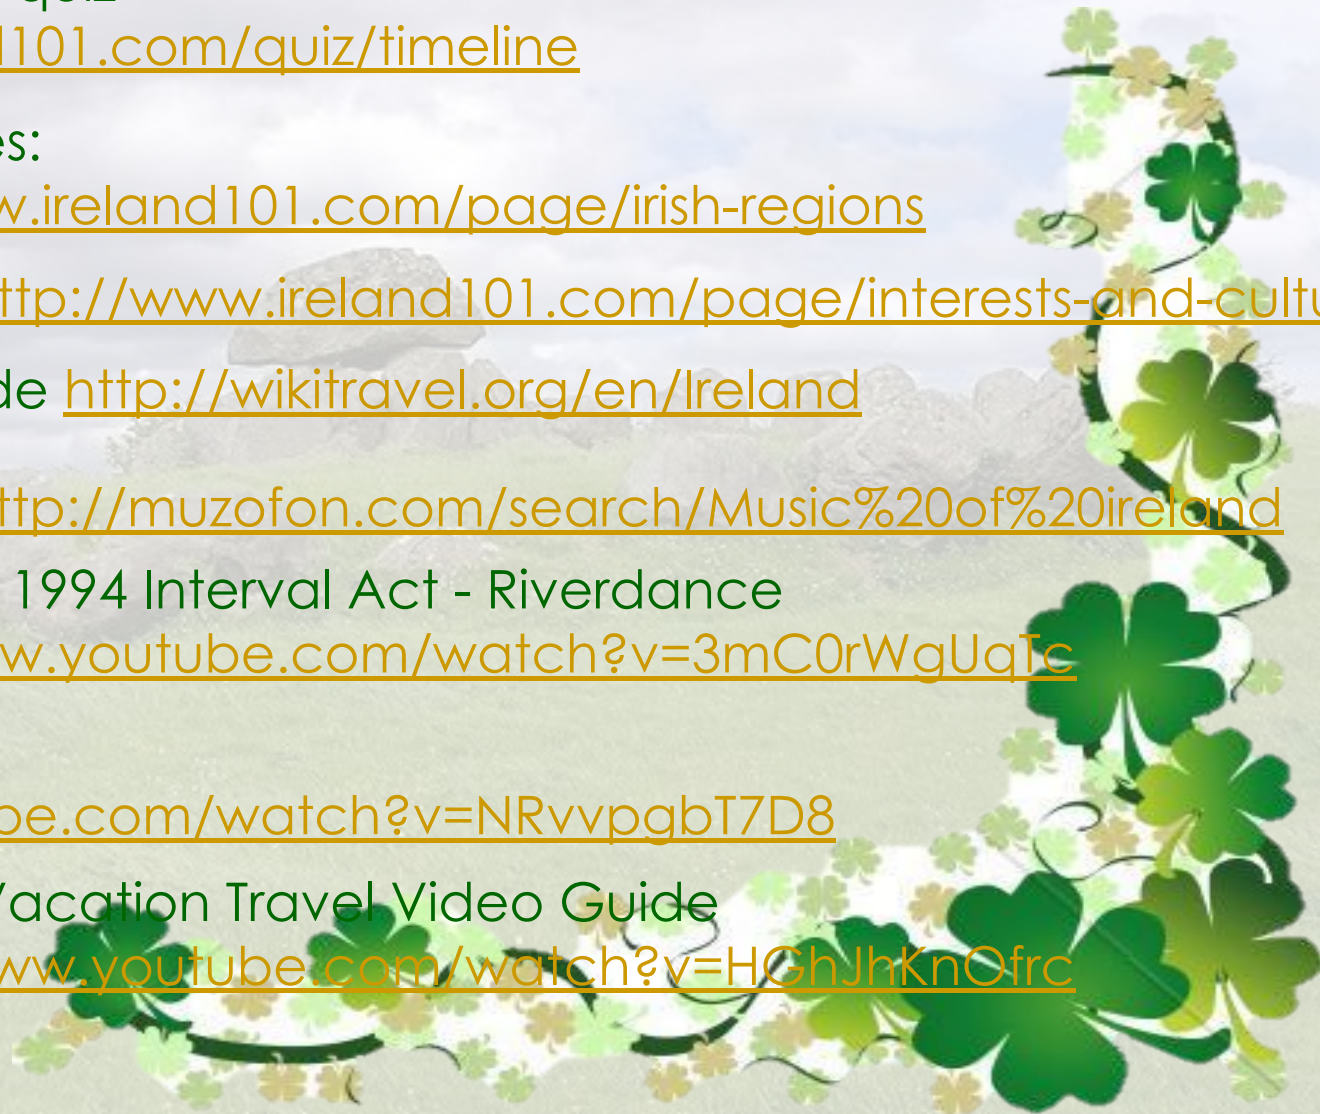 quiz
d101.com/quiz/timeline
es:
w.ireland101.com/page/irish-regions
ttp://www.ireland101.com/page/interests-and-cultu
de http://wikitravel.org/en/Ireland
ttp://muzofon.com/search/Music%20of%20ireland
1994 Interval Act - Riverdance
w.youtube.com/watch?v=3mC0rWgUqTc
be.com/watch?v=NRvvpgbT7D8
Vacation Travel Video Guide
ww.youtube.com/watch?v=HGhJhKnOfrc